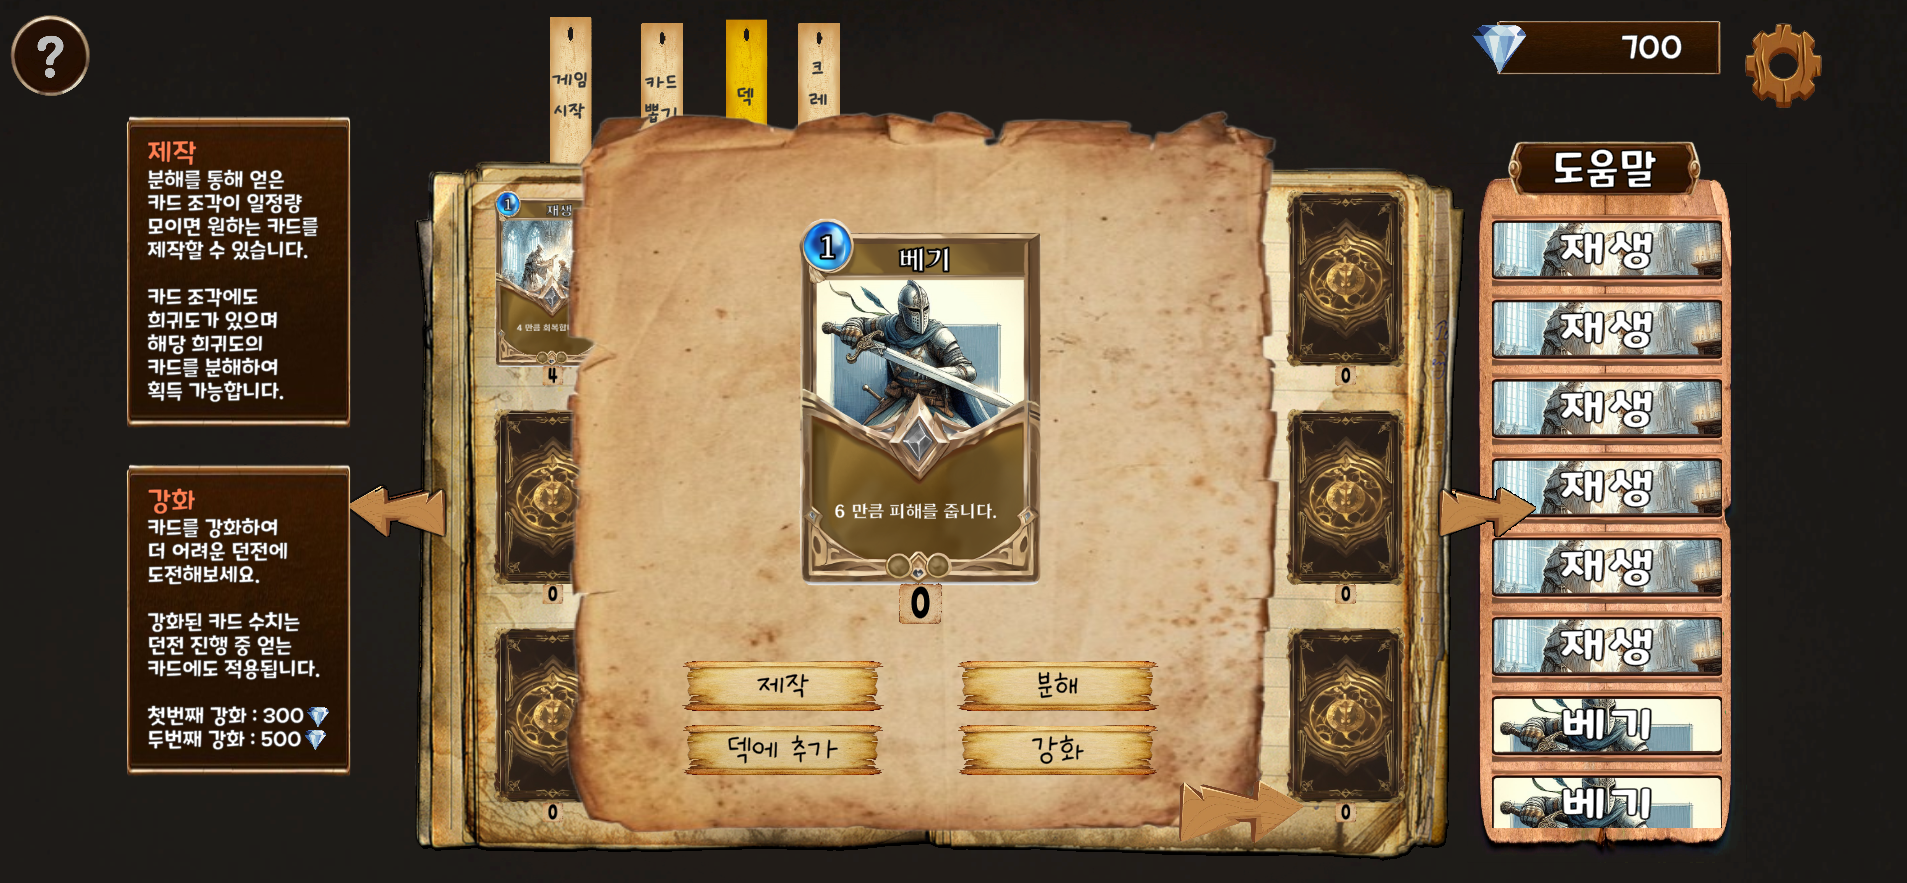 ?
게임
시작
카드
뽑기
덱
크
레
700
제작
분해를 통해 얻은
카드 조각이 일정량
모이면 원하는 카드를
제작할 수 있습니다.
카드 조각에도
희귀도가 있으며
해당 희귀도의
카드를 분해하여
획득 가능합니다.
강화
카드를 강화하여
더 어려운 던전에
도전해보세요.
강화된 카드 수치는
던전 진행 중 얻는
카드에도 적용됩니다.
첫번째 강화 : 300
두번째 강화 : 500
1
재생
4 만큼
4
0
0
1
베기
6 만큼 피해를 줍니다.
0
제작
분해
덱에 추가
강화
0
0
0
도움말
재생
재생
재생
재생
재생
재생
베기
베기